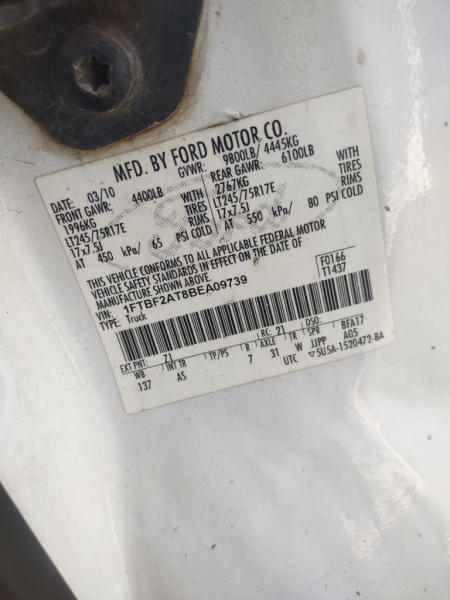 MFD. BY FORD MOTOR CO.
DATE: 03/10 GVWR: 9800LB/ 4445KG
FRONT GAWR: 4400LB REAR GAWR: 6100LB
1996KG WITH 2767KG WITH
LT245/75R17E TIRES LT245/75R17E TIRES
17x7.5J RIMS 17x7.5J RIMS
AT 450 kPa/ 65 PSI COLD AT 550 kPa/ 80 PSI COLD
THIS VEHICLE CONFORMS TO ALL APPLICABLE FEDERAL MOTOR
VEHICLE SAFETY STANDARDS IN EFFECT ON THE DATE OF
MANUFACTURE SHOWN ABOVE.
VIN: 1FTBF2AT8BEA09739 F0166
TYPE: Truck T1437
EXT PNT: Z1 RC: 21 DSO:
WB INT TR TP/PS R AXLE TR SPR BFA17
137 AS 7 31 W JJPP A05
UTC ▽5U5A-1520472-BA